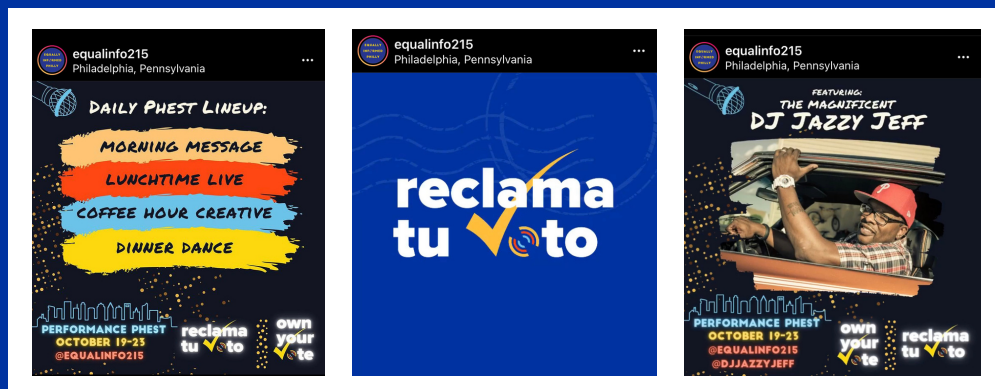 equalinfo215
Philadelphia, Pennsylvania
DAILY PHEST LINEUP:
MORNING MESSAGE
LUNCHTIME LIVE
COFFEE HOUR CREATIVE
DINNER DANCE
PERFORMANCE PHEST
OCTOBER 19-23
@EQUALINFO215
reclama
tu voto
own
your
vote
equalinfo215
Philadelphia, Pennsylvania
reclama
tu voto
equalinfo215
Philadelphia, Pennsylvania
FEATURING:
THE MAGNIFICENT
DJ JAZZY JEFF
PERFORMANCE PHEST
OCTOBER 19-23
@EQUALINFO215
@DJJAZZYJEFF
own
your
vote
reclama
tu voto